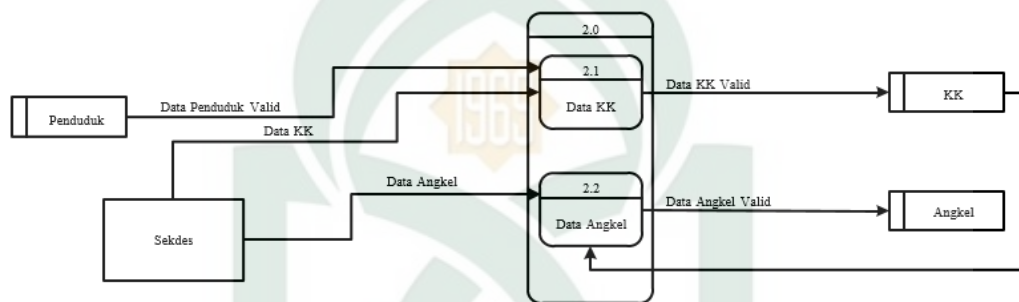 2.0
2.1
Data KK
Data KK Valid
KK
Penduduk
Data Penduduk Valid
Data KK
1969
Data Angkel
2.2
Data Angkel
Data Angkel Valid
Angkel
Sekdes